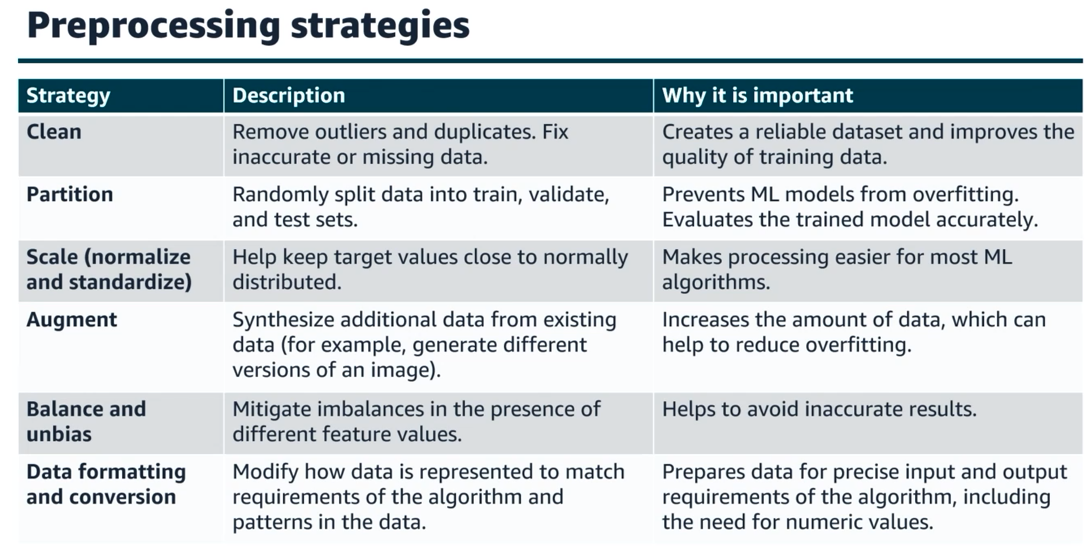 Preprocessing strategies
Strategy
Description
Why it is important
Clean
Remove outliers and duplicates. Fix
inaccurate or missing data.
Creates a reliable dataset and improves the
quality of training data.
Partition
Randomly split data into train, validate,
and test sets.
Prevents ML models from overfitting.
Evaluates the trained model accurately.
Scale (normalize
and standardize)
Help keep target values close to normally
distributed.
Makes processing easier for most ML
algorithms.
Augment
Synthesize additional data from existing
data (for example, generate different
versions of an image).
Increases the amount of data, which can
help to reduce overfitting.
Balance and
unbias
Mitigate imbalances in the presence of
different feature values.
Helps to avoid inaccurate results.
Data formatting
and conversion
Modify how data is represented to match
requirements of the algorithm and
patterns in the data.
Prepares data for precise input and output
requirements of the algorithm, including
the need for numeric values.